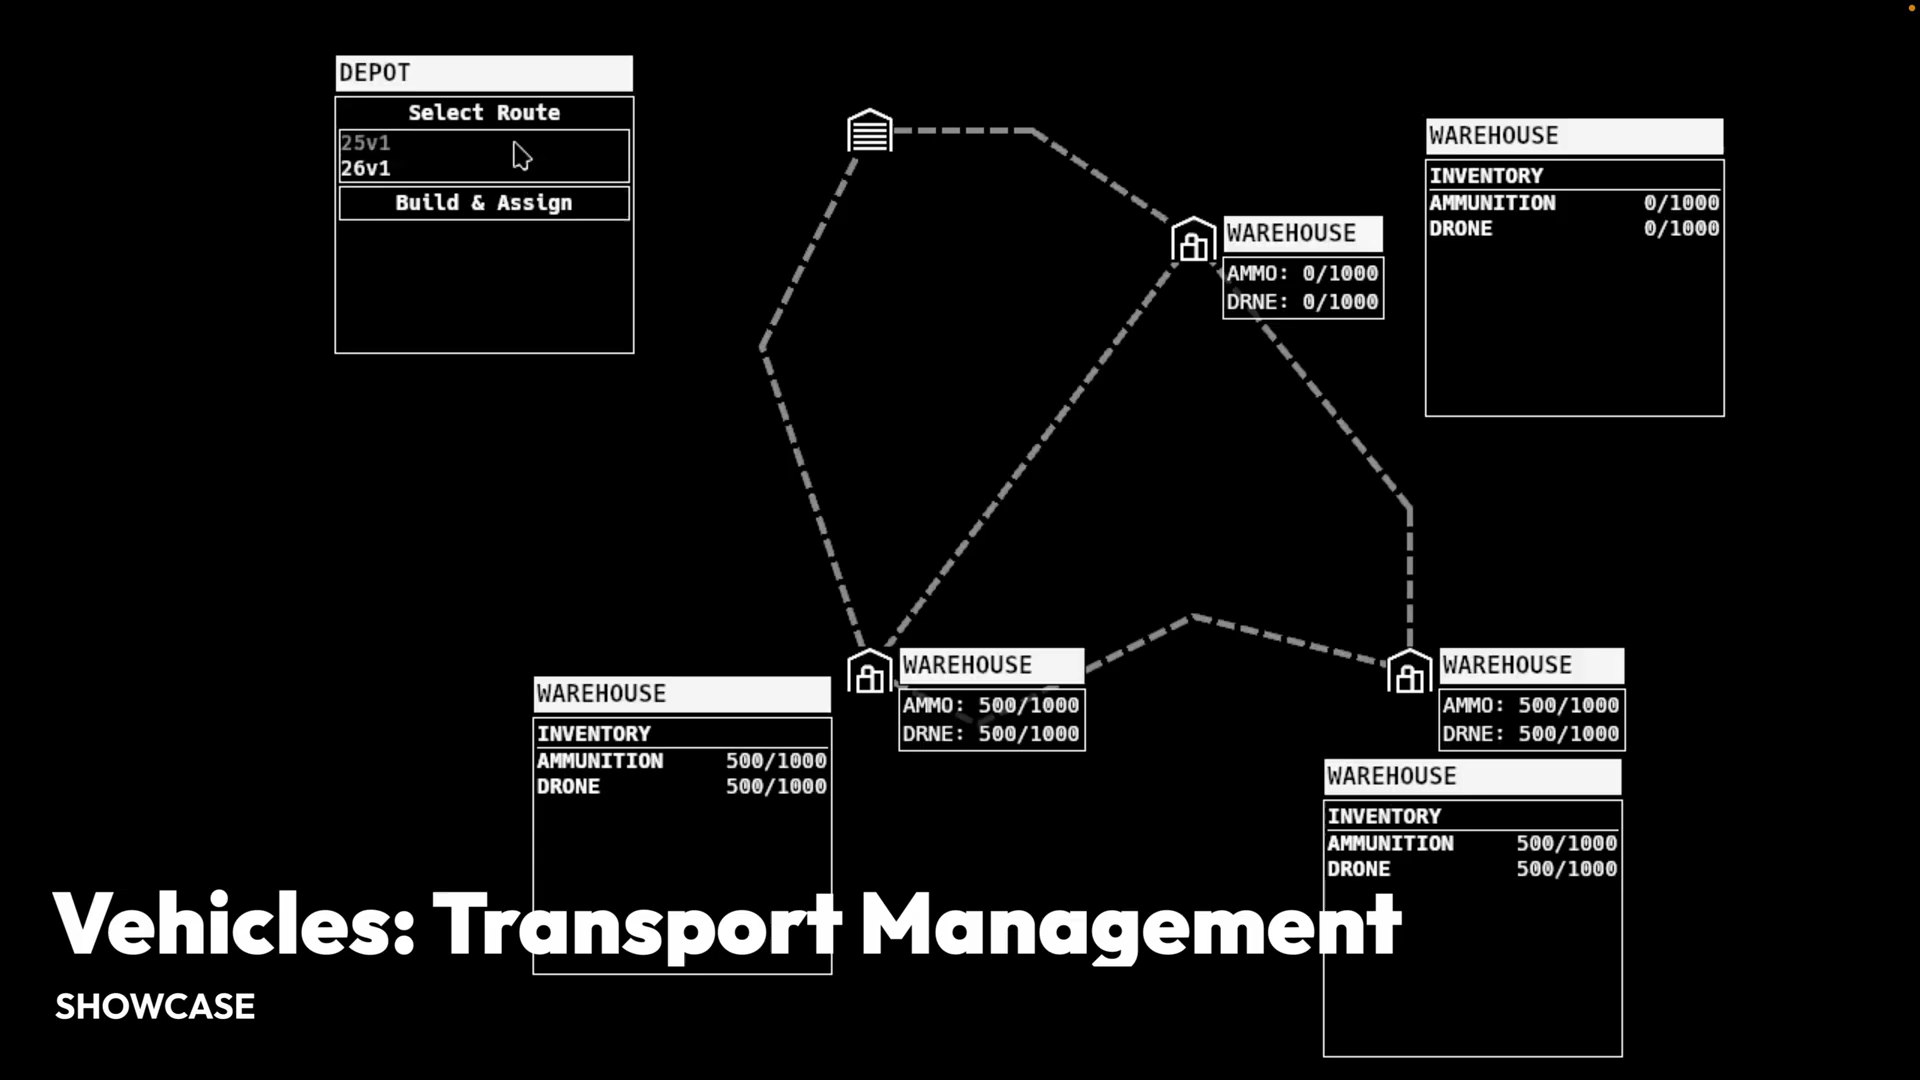 DEPOT
Select Route
25v1
26v1
Build & Assign
WAREHOUSE
INVENTORY
AMMUNITION 0/1000
DRONE 0/1000
WAREHOUSE
AMMO: 0/1000
DRNE: 0/1000
WAREHOUSE
AMMO: 500/1000
DRNE: 500/1000
WAREHOUSE
AMMO: 500/1000
DRNE: 500/1000
WAREHOUSE
INVENTORY
AMMUNITION 500/1000
DRONE 500/1000
WAREHOUSE
INVENTORY
AMMUNITION 500/1000
DRONE 500/1000
Vehicles: Transport Management
SHOWCASE